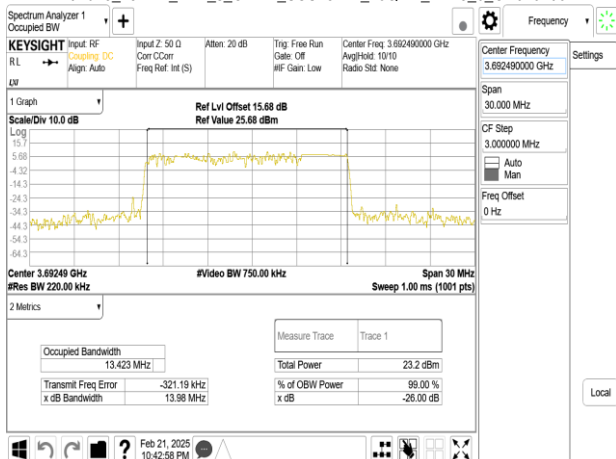 Spectrum Analyzer 1
Occupied BW
Frequency
KEYSIGHT
Input: RF
Coupling: DC
Align: Auto
Input Z: 50 Ω
Corr CCorr
Freq Ref: Int (S)
Atten: 20 dB
Trig: Free Run
Gate: Off
#IF Gain: Low
Center Freq: 3.692490000 GHz
Avg|Hold: 10/10
Radio Std: None
RL
LXI
Center Frequency
3.692490000 GHz
Settings
Span
30.000 MHz
CF Step
3.000000 MHz
Auto
Man
Freq Offset
0 Hz
Local
1 Graph
Scale/Div 10.0 dB
Ref Lvl Offset 15.68 dB
Ref Value 25.68 dBm
Log
15.7
5.68
-4.32
-14.3
-24.3
-34.3
-44.3
-54.3
-64.3
Center 3.69249 GHz
#Res BW 220.00 kHz
#Video BW 750.00 kHz
Span 30 MHz
Sweep 1.00 ms (1001 pts)
2 Metrics
Measure Trace Trace 1
Occupied Bandwidth
13.423 MHz
Total Power 23.2 dBm
Transmit Freq Error -321.19 kHz
% of OBW Power 99.00 %
x dB Bandwidth 13.98 MHz
x dB -26.00 dB
Feb 21, 2025
10:42:58 PM